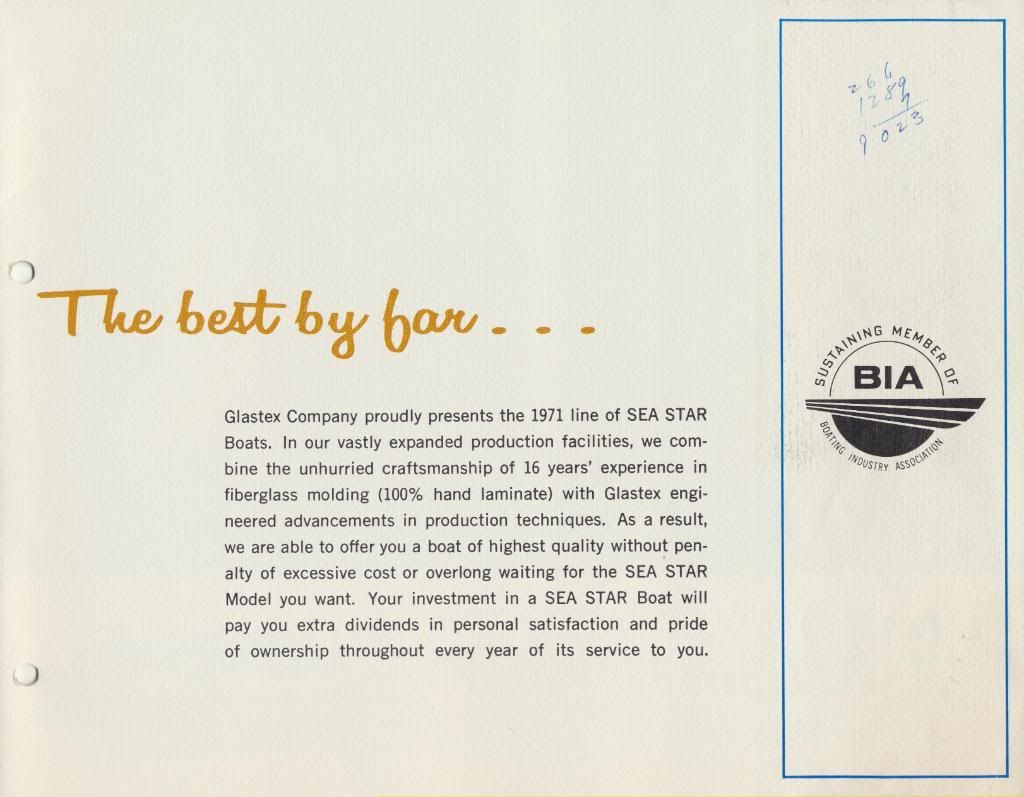 266
1289
7
9023
The best by far . . .
SUSTAINING MEMBER OF
BIA
BOATING INDUSTRY ASSOCIATION
Glastex Company proudly presents the 1971 line of SEA STAR
Boats. In our vastly expanded production facilities, we com-
bine the unhurried craftsmanship of 16 years' experience in
fiberglass molding (100% hand laminate) with Glastex engi-
neered advancements in production techniques. As a result,
we are able to offer you a boat of highest quality without pen-
alty of excessive cost or overlong waiting for the SEA STAR
Model you want. Your investment in a SEA STAR Boat will
pay you extra dividends in personal satisfaction and pride
of ownership throughout every year of its service to you.